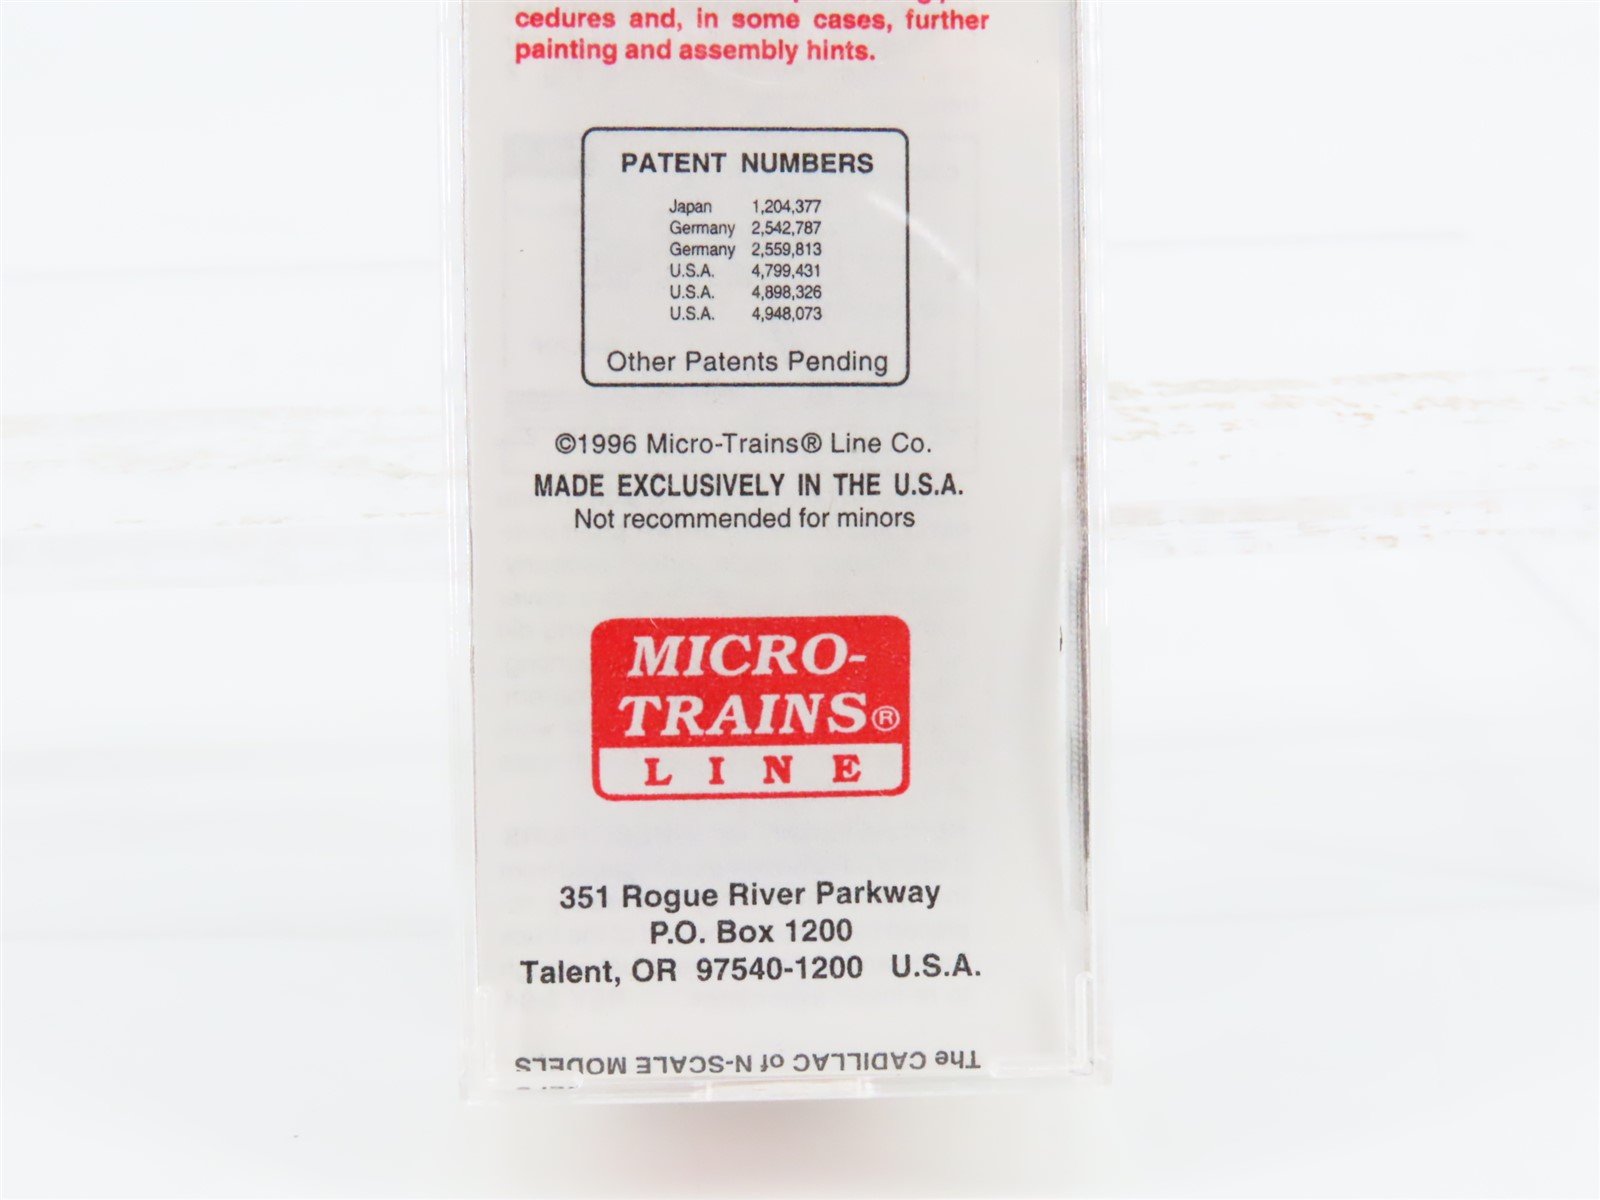 cedures and, in some cases, further
painting and assembly hints.
PATENT NUMBERS
Japan 1,204,377
Germany 2,542,787
Germany 2,559,813
U.S.A. 4,799,431
U.S.A. 4,898,326
U.S.A. 4,948,073
Other Patents Pending
©1996 Micro-Trains® Line Co.
MADE EXCLUSIVELY IN THE U.S.A.
Not recommended for minors
MICRO-
TRAINS®
LINE
351 Rogue River Parkway
P.O. Box 1200
Talent, OR 97540-1200 U.S.A.
The CADILLAC of N-SCALE MODELS